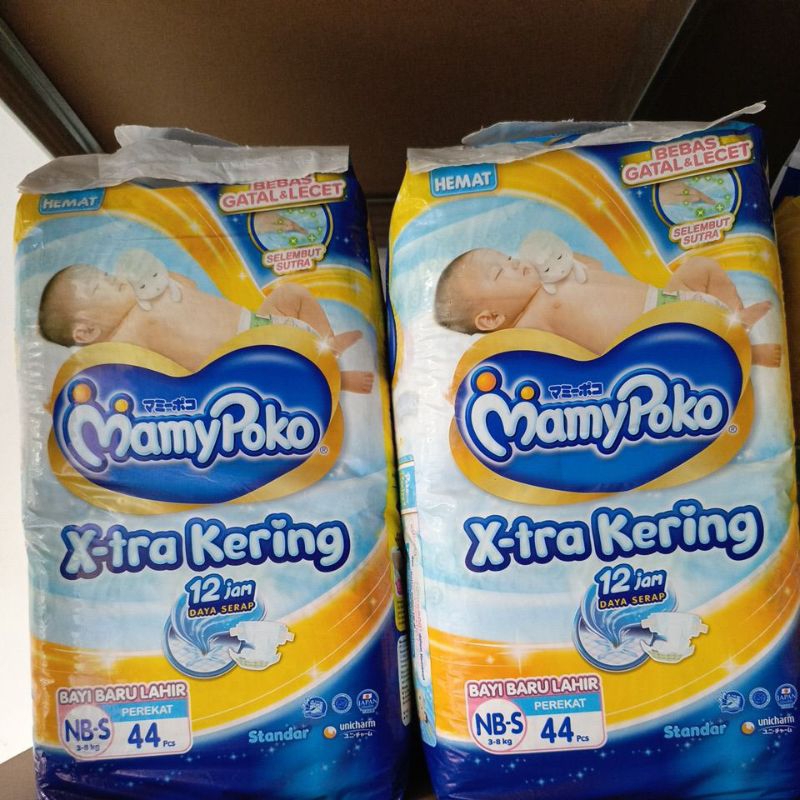 HEMAT
BEBAS
GATAL&LECET
SELEMBUT
SUTRA
マミーポコ
MamyPoko
®
X-tra Kering
12 jam
DAYA SERAP
BAYI BARU LAHIR
NB-S
3-8 kg
PEREKAT
44 Pcs
Standar
JAPAN
unicharm
ユニ・チャーム
HEMAT
BEBAS
GATAL&LECET
SELEMBUT
SUTRA
マミーポコ
MamyPoko
®
X-tra Kering
12 jam
DAYA SERAP
BAYI BARU LAHIR
NB-S
3-8 kg
PEREKAT
44 Pcs
Standar
JAPAN
unicharm
ユニ・チャーム